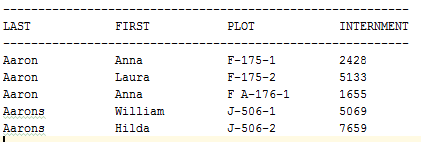 ------------------------------------------------------------
LAST FIRST PLOT INTERNMENT
------------------------------------------------------------
Aaron Anna F-175-1 2428
Aaron Laura F-175-2 5133
Aaron Anna F A-176-1 1655
Aarons William J-506-1 5069
Aarons Hilda J-506-2 7659